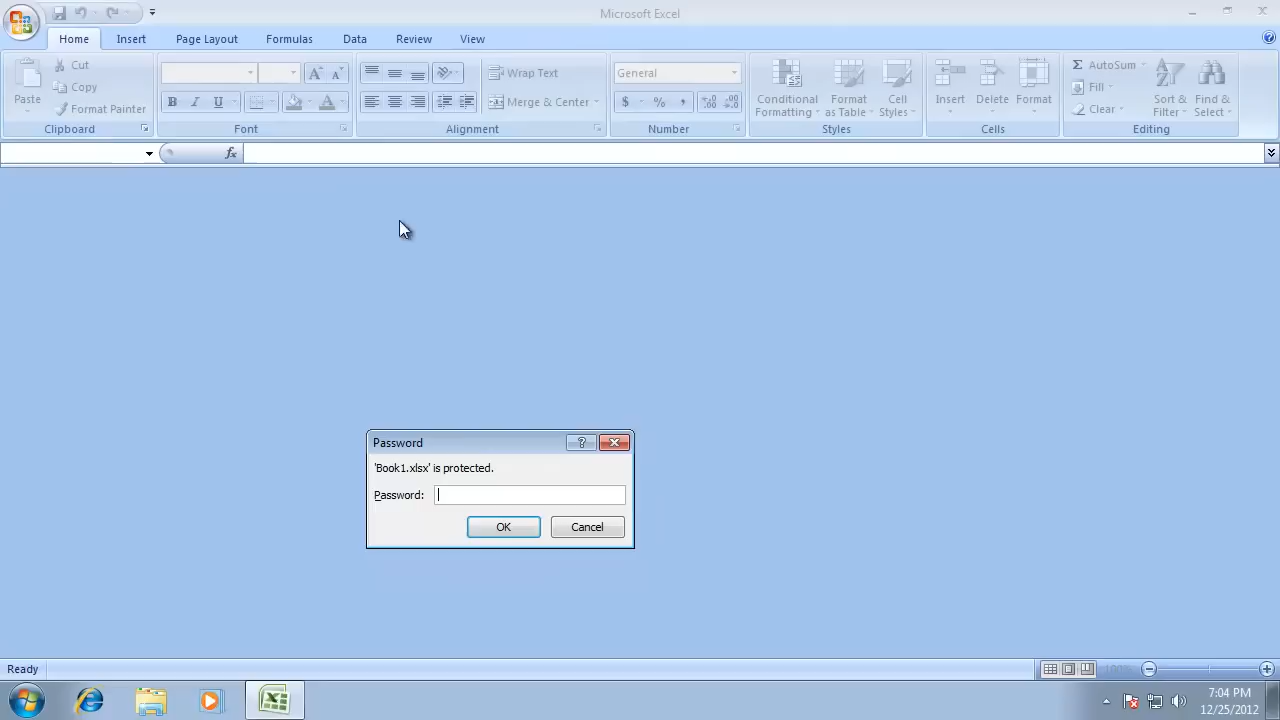 Microsoft Excel
Home Insert Page Layout Formulas Data Review View
Paste
Cut
Copy
Format Painter
Clipboard
B I U
Font
Wrap Text
Merge & Center
Alignment
General
$ % ,
Number
Conditional Formatting
Format as Table
Cell Styles
Styles
Insert Delete Format
Cells
Σ AutoSum
Fill
Clear
Sort & Filter
Find & Select
Editing
fx
Password
'Book1.xlsx' is protected.
Password:
OK Cancel
Ready
100%
7:04 PM
12/25/2012